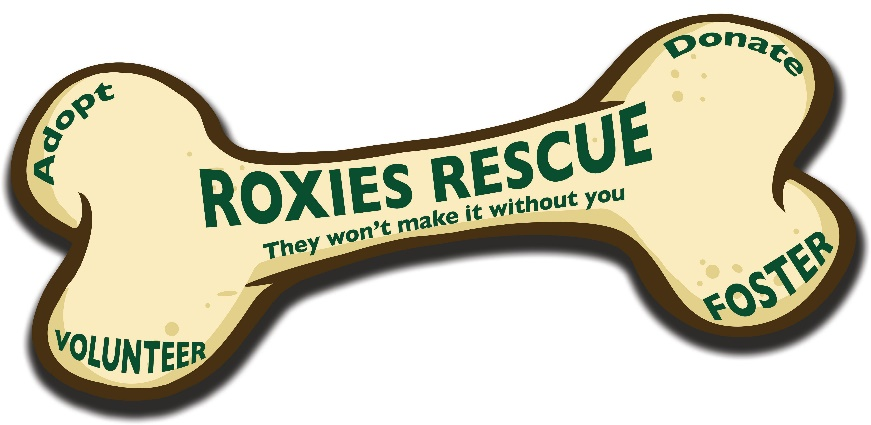 Adopt
Donate
ROXIES RESCUE
They won't make it without you
VOLUNTEER
FOSTER